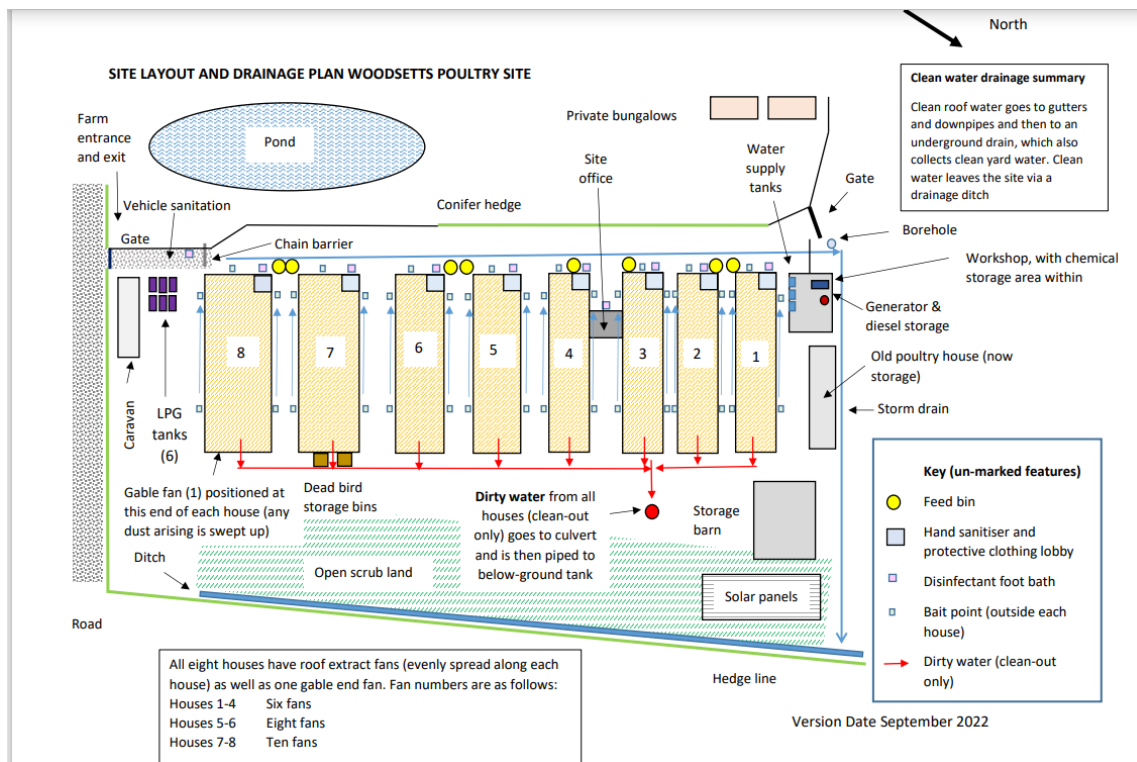 North
SITE LAYOUT AND DRAINAGE PLAN WOODSETTS POULTRY SITE
Clean water drainage summary
Clean roof water goes to gutters
and downpipes and then to an
underground drain, which also
collects clean yard water. Clean
water leaves the site via a
drainage ditch
Farm
entrance
and exit
Pond
Private bungalows
Site
office
Water
supply
tanks
Gate
Vehicle sanitation
Conifer hedge
Borehole
Gate
Chain barrier
Workshop, with chemical
storage area within
Generator &
diesel storage
8
7
6
5
4
3
2
1
Old poultry house (now
storage)
Caravan
LPG
tanks
(6)
Storm drain
Key (un-marked features)
Feed bin
Hand sanitiser and
protective clothing lobby
Disinfectant foot bath
Bait point (outside each
house)
Dirty water (clean-out
only)
Gable fan (1) positioned at
this end of each house (any
dust arising is swept up)
Dead bird
storage bins
Dirty water from all
houses (clean-out
only) goes to culvert
and is then piped to
below-ground tank
Storage
barn
Ditch
Open scrub land
Solar panels
Road
Hedge line
All eight houses have roof extract fans (evenly spread along each
house) as well as one gable end fan. Fan numbers are as follows:
Houses 1-4 Six fans
Houses 5-6 Eight fans
Houses 7-8 Ten fans
Version Date September 2022